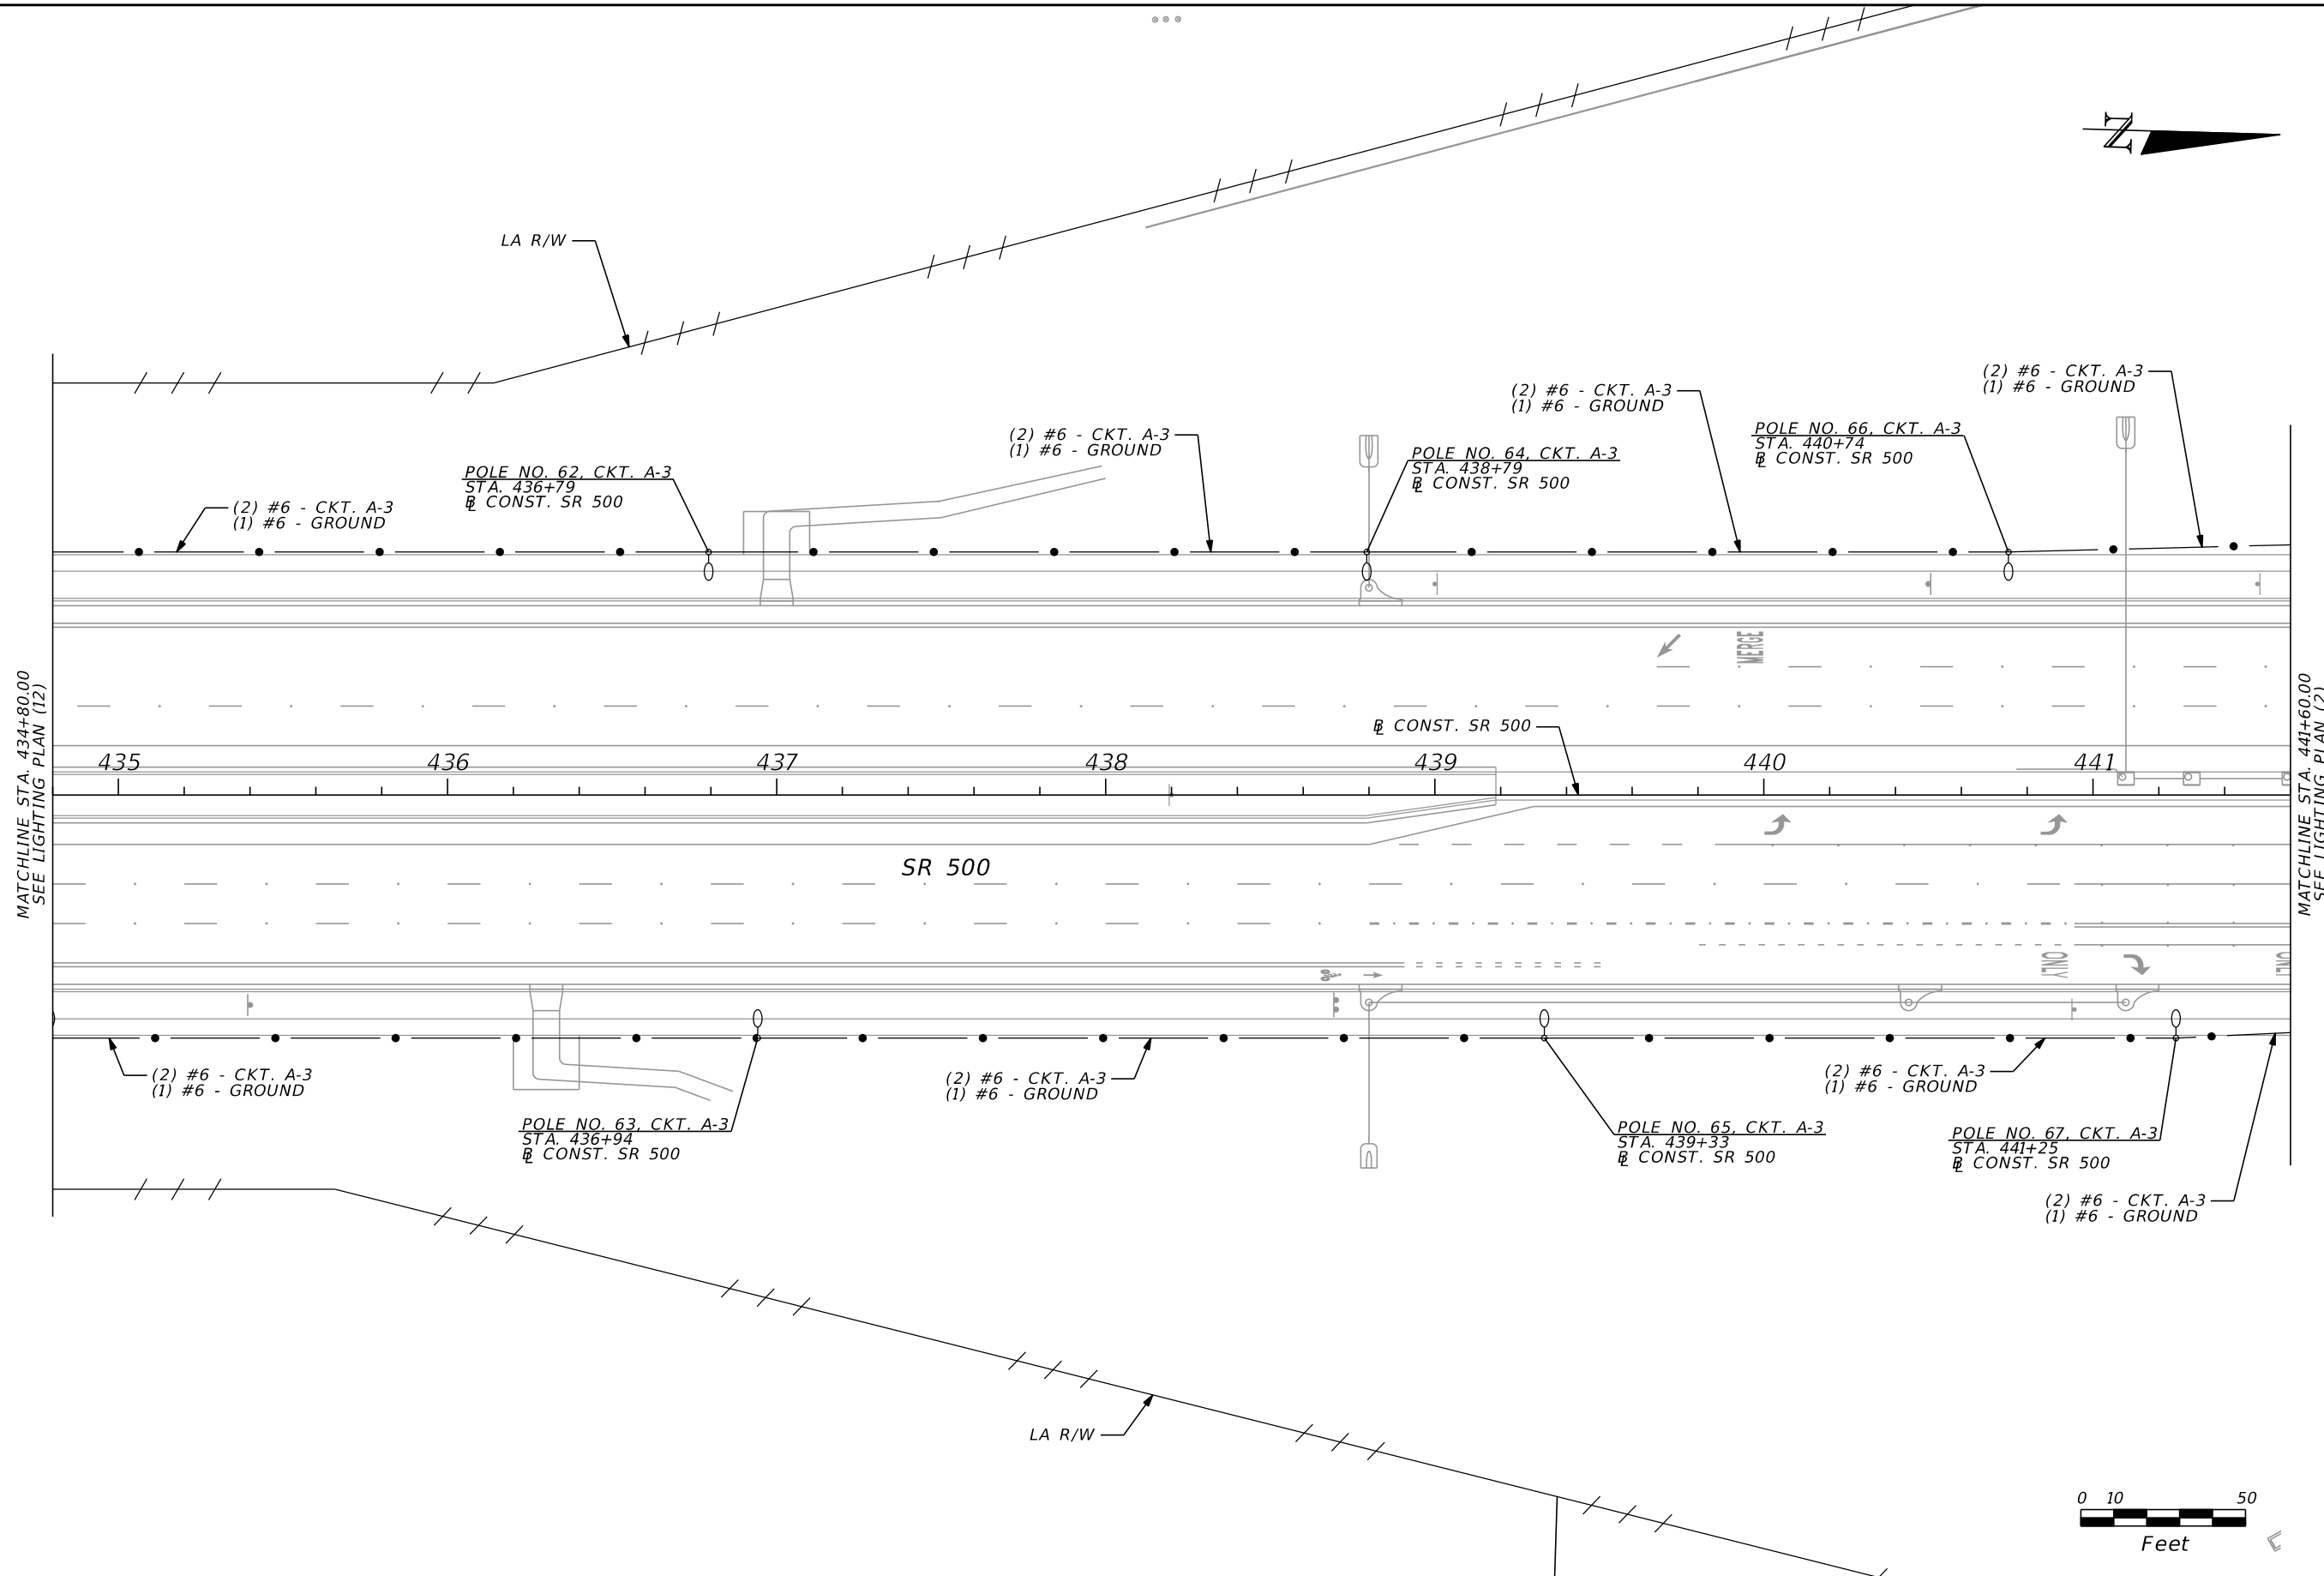 N
LA R/W
(2) #6 - CKT. A-3
(1) #6 - GROUND
POLE NO. 62, CKT. A-3
STA. 436+79
℄ CONST. SR 500
(2) #6 - CKT. A-3
(1) #6 - GROUND
POLE NO. 64, CKT. A-3
STA. 438+79
BL CONST. SR 500
(2) #6 - CKT. A-3
(1) #6 - GROUND
POLE NO. 66, CKT. A-3
STA. 440+74
BL CONST. SR 500
(2) #6 - CKT. A-3
(1) #6 - GROUND
MERGE
MATCHLINE STA. 434+80.00
SEE LIGHTING PLAN (12)
BL CONST. SR 500
435 436 437 438 439 440 441
SR 500
MATCHLINE STA. 441+60.00
SEE LIGHTING PLAN (2)
ONLY
(2) #6 - CKT. A-3
(1) #6 - GROUND
POLE NO. 63, CKT. A-3
STA. 436+94
BL CONST. SR 500
(2) #6 - CKT. A-3
(1) #6 - GROUND
POLE NO. 65, CKT. A-3
STA. 439+33
BL CONST. SR 500
(2) #6 - CKT. A-3
(1) #6 - GROUND
POLE NO. 67, CKT. A-3
STA. 441+25
BL CONST. SR 500
(2) #6 - CKT. A-3
(1) #6 - GROUND
LA R/W
0 10 50
Feet